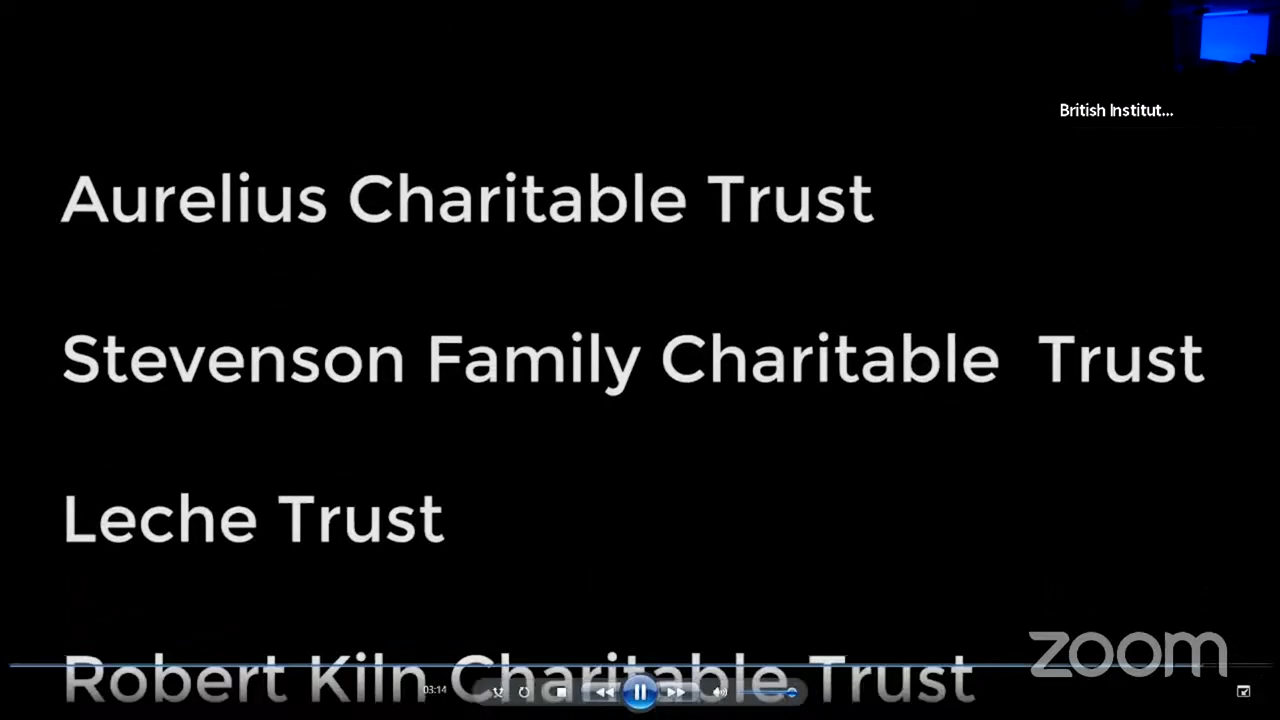 British Institut...
Aurelius Charitable Trust
Stevenson Family Charitable  Trust
Leche Trust
zoom
Robert Kiln Charitable Trust
03:14